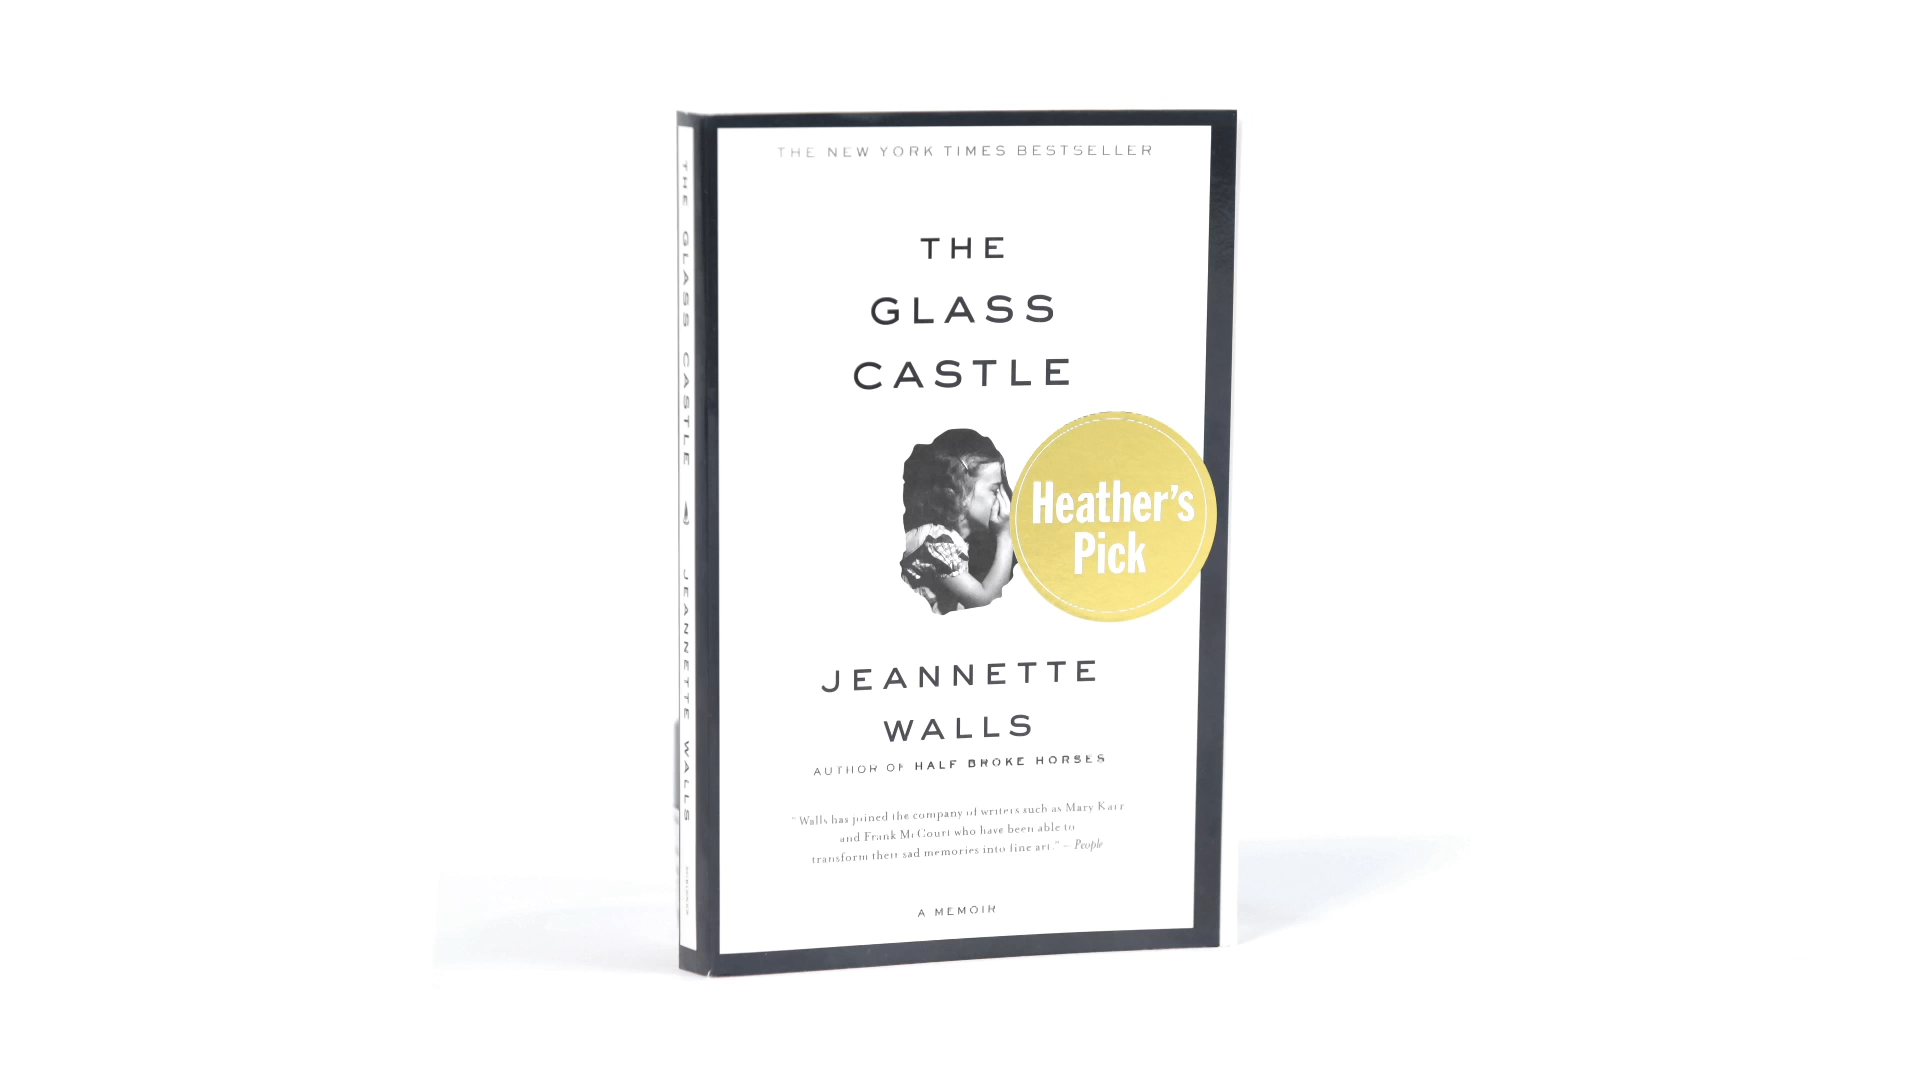 THE NEW YORK TIMES BESTSELLER
THE
GLASS
CASTLE
Heather's
Pick
JEANNETTE
WALLS
AUTHOR OF HALF BROKE HORSES
"Walls has joined the company of writers such as Mary Karr
and Frank McCourt who have been able to
transform their sad memories into fine art." – People
A MEMOIR
THE GLASS CASTLE JEANNETTE WALLS